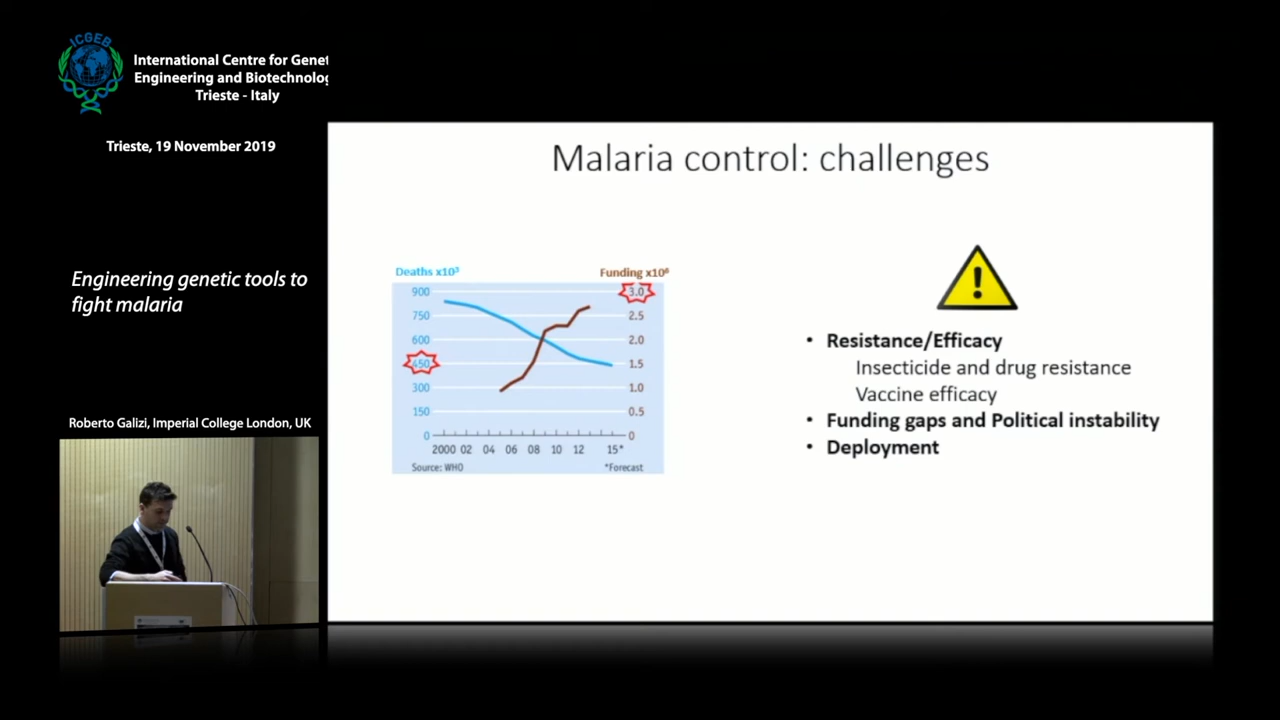 ICGEB
International Centre for Genet
Engineering and Biotechnolog
Trieste - Italy
Trieste, 19 November 2019
Engineering genetic tools to
fight malaria
Roberto Galizi, Imperial College London, UK
Malaria control: challenges
Deaths x10³
Funding x10⁶
900
3.0
750
2.5
600
2.0
450
1.5
300
1.0
150
0.5
0
0
2000 02 04 06 08 10 12 15*
Source: WHO
*Forecast
!
• Resistance/Efficacy
Insecticide and drug resistance
Vaccine efficacy
• Funding gaps and Political instability
• Deployment